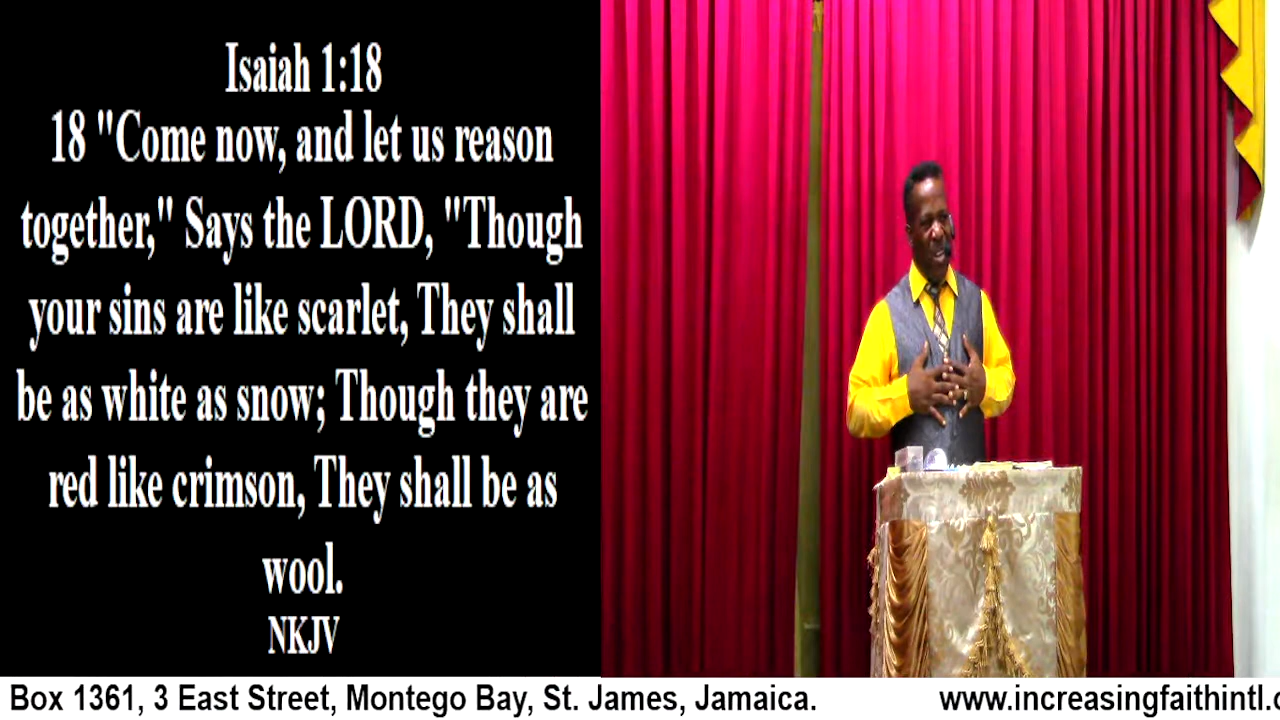 Isaiah 1:18
18 "Come now, and let us reason
together," Says the LORD, "Though
your sins are like scarlet, They shall
be as white as snow; Though they are
red like crimson, They shall be as
wool.
NKJV
Box 1361, 3 East Street, Montego Bay, St. James, Jamaica. www.increasingfaithintl.c